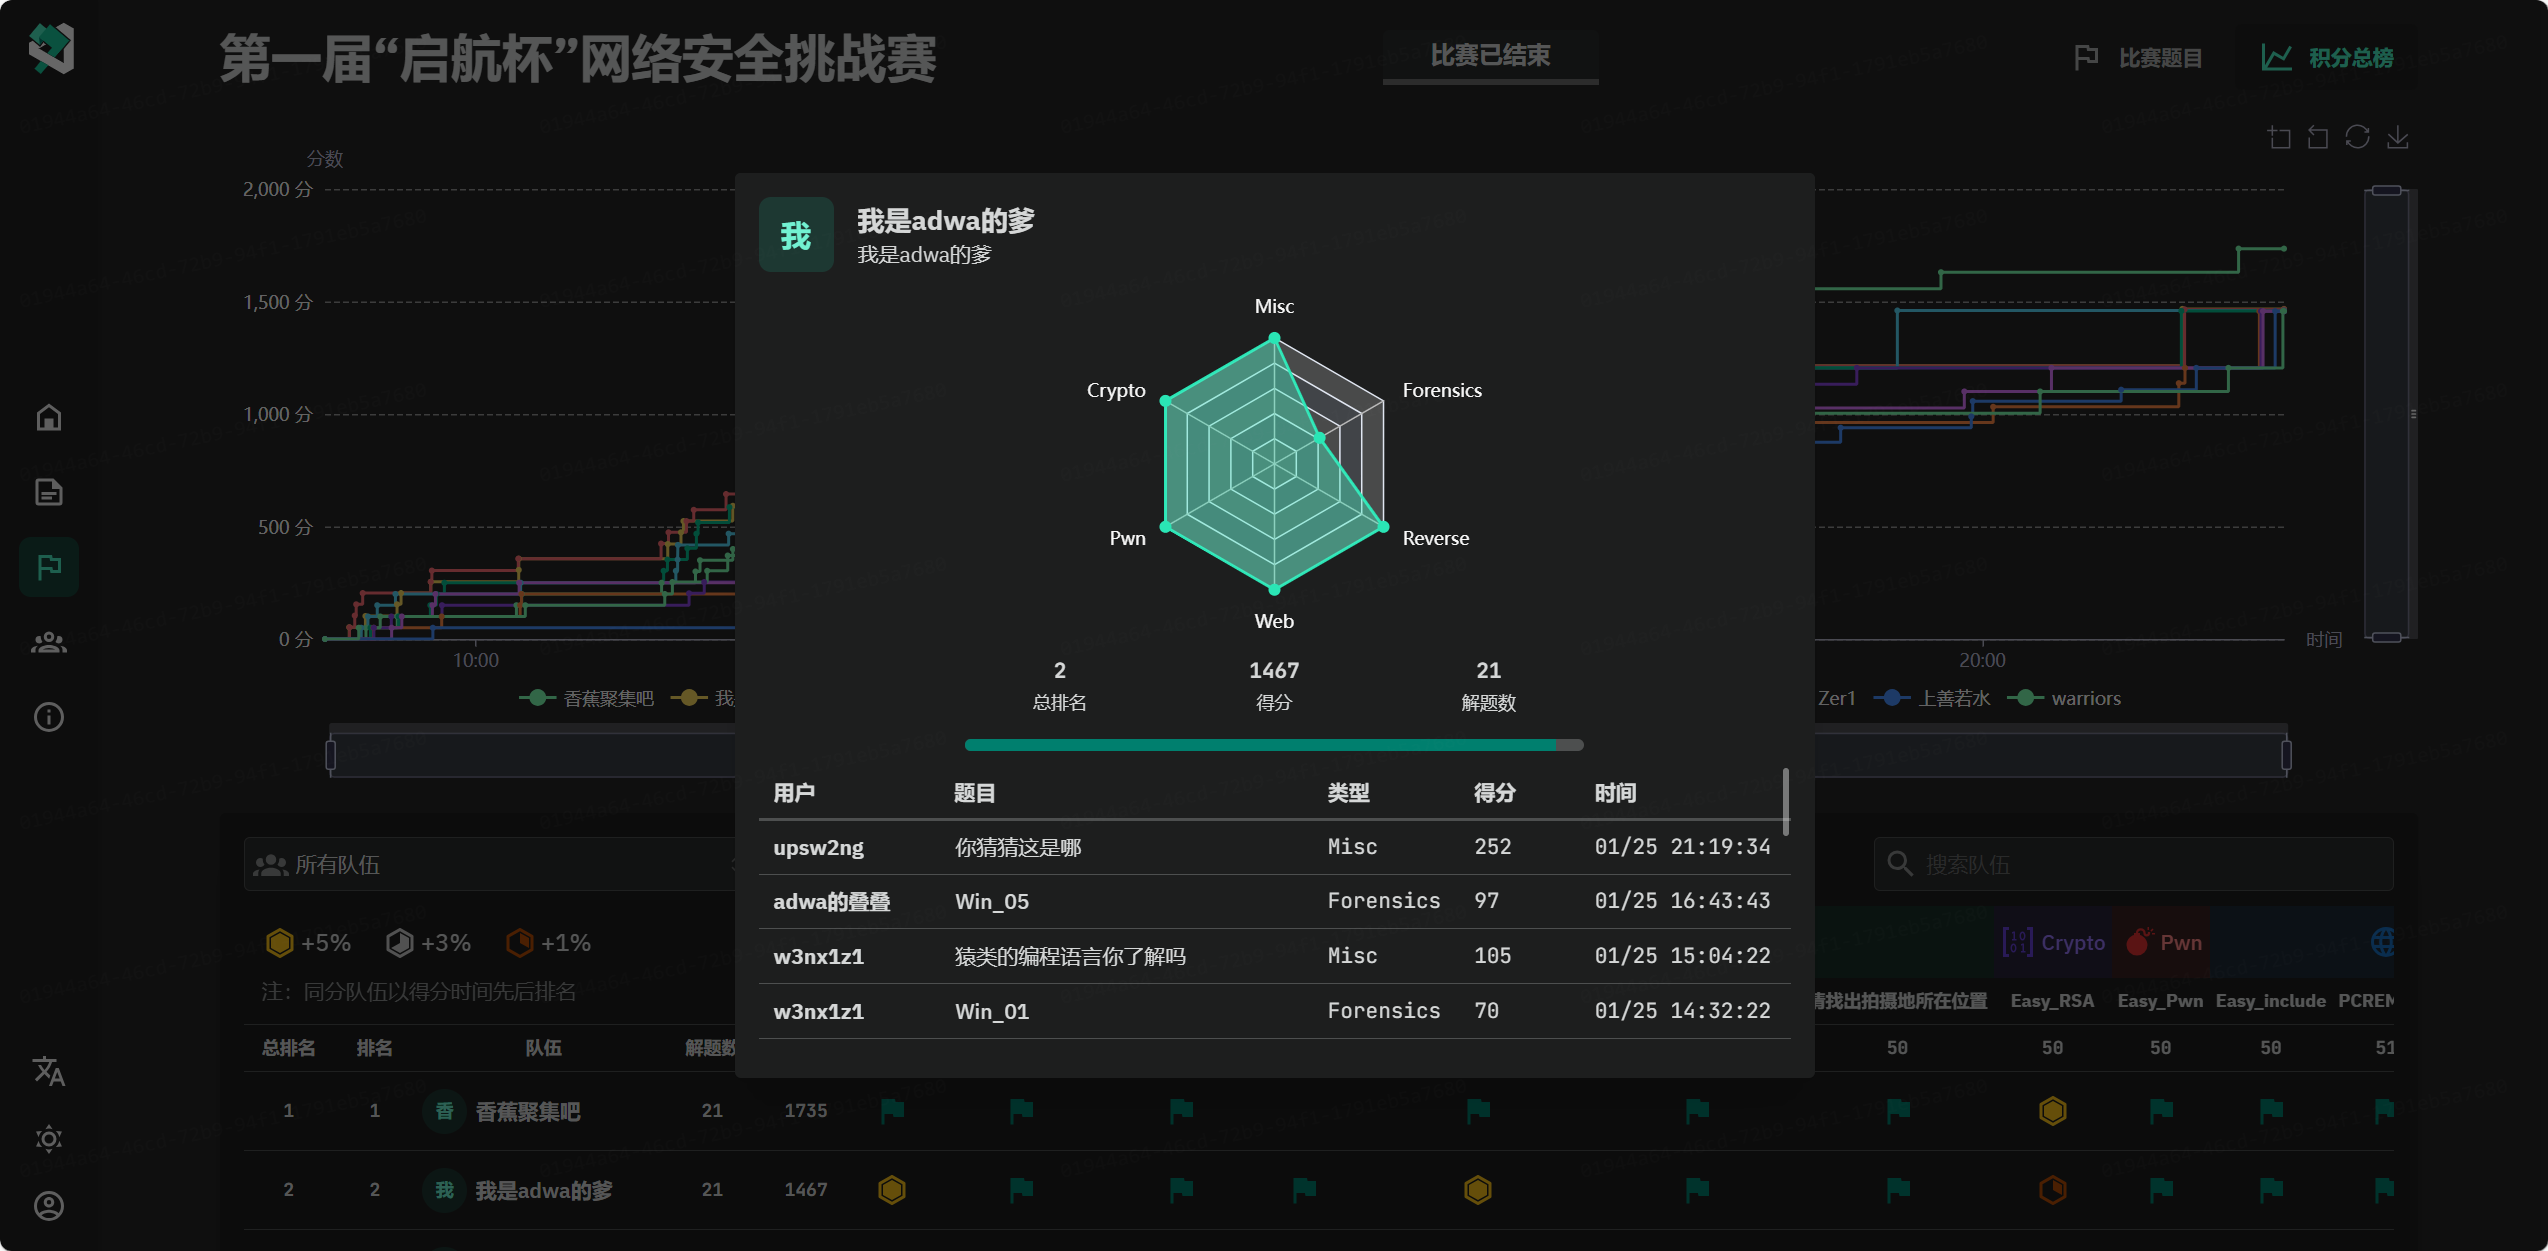 第一届“启航杯”网络安全挑战赛
比赛已结束
比赛题目
积分总榜
分数
2,000 分
1,500 分
1,000 分
500 分
0 分
10:00
20:00
时间
香蕉聚集吧
我
Zer1
上善若水
warriors
我
我是adwa的爹
我是adwa的爹
Misc
Crypto
Forensics
Pwn
Reverse
Web
2 1467 21
总排名 得分 解题数
用户 题目 类型 得分 时间
upsw2ng 你猜猜这是哪 Misc 252 01/25 21:19:34
adwa的叠叠 Win_05 Forensics 97 01/25 16:43:43
w3nx1z1 猿类的编程语言你了解吗 Misc 105 01/25 15:04:22
w3nx1z1 Win_01 Forensics 70 01/25 14:32:22
所有队伍
搜索队伍
+5% +3% +1%
Crypto Pwn
注：同分队伍以得分时间先后排名
请找出拍摄地所在位置 Easy_RSA Easy_Pwn Easy_include PCREM
总排名 排名 队伍 解题数 50 50 50 50 51
1 1 香 香蕉聚集吧 21 1735
2 2 我 我是adwa的爹 21 1467